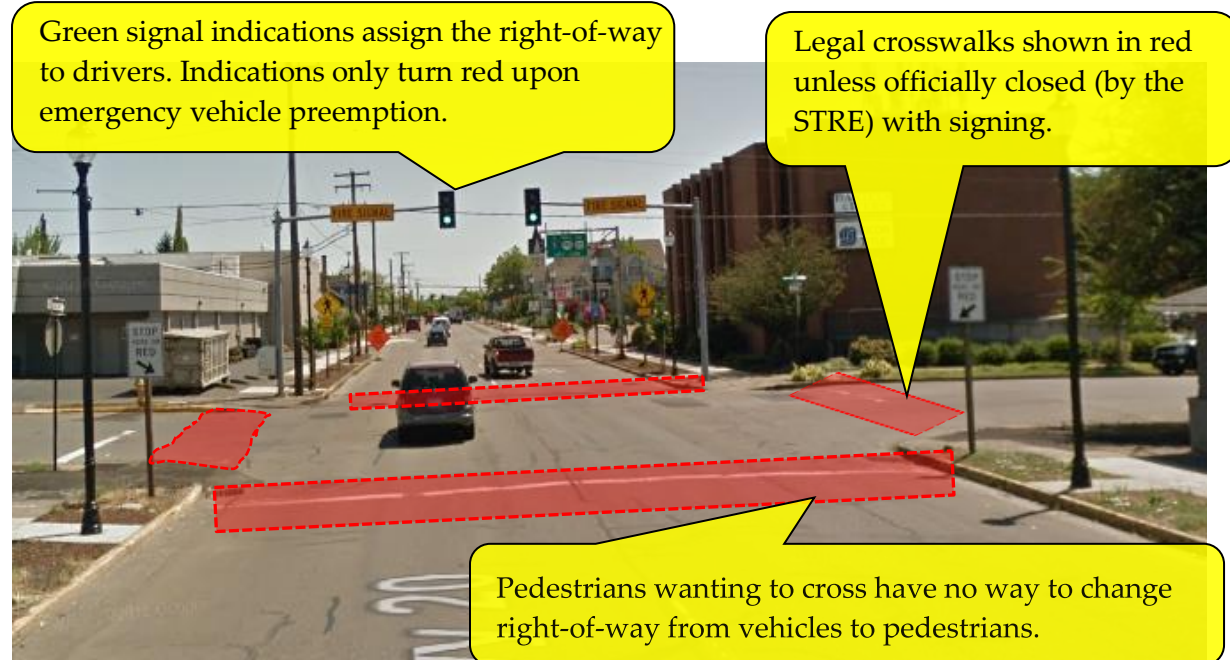 Green signal indications assign the right-of-way
to drivers. Indications only turn red upon
emergency vehicle preemption.
Legal crosswalks shown in red
unless officially closed (by the
STRE) with signing.
FIRE SIGNAL
FIRE SIGNAL
STOP
HERE ON
RED
STOP
HERE ON
RED
Pedestrians wanting to cross have no way to change
right-of-way from vehicles to pedestrians.